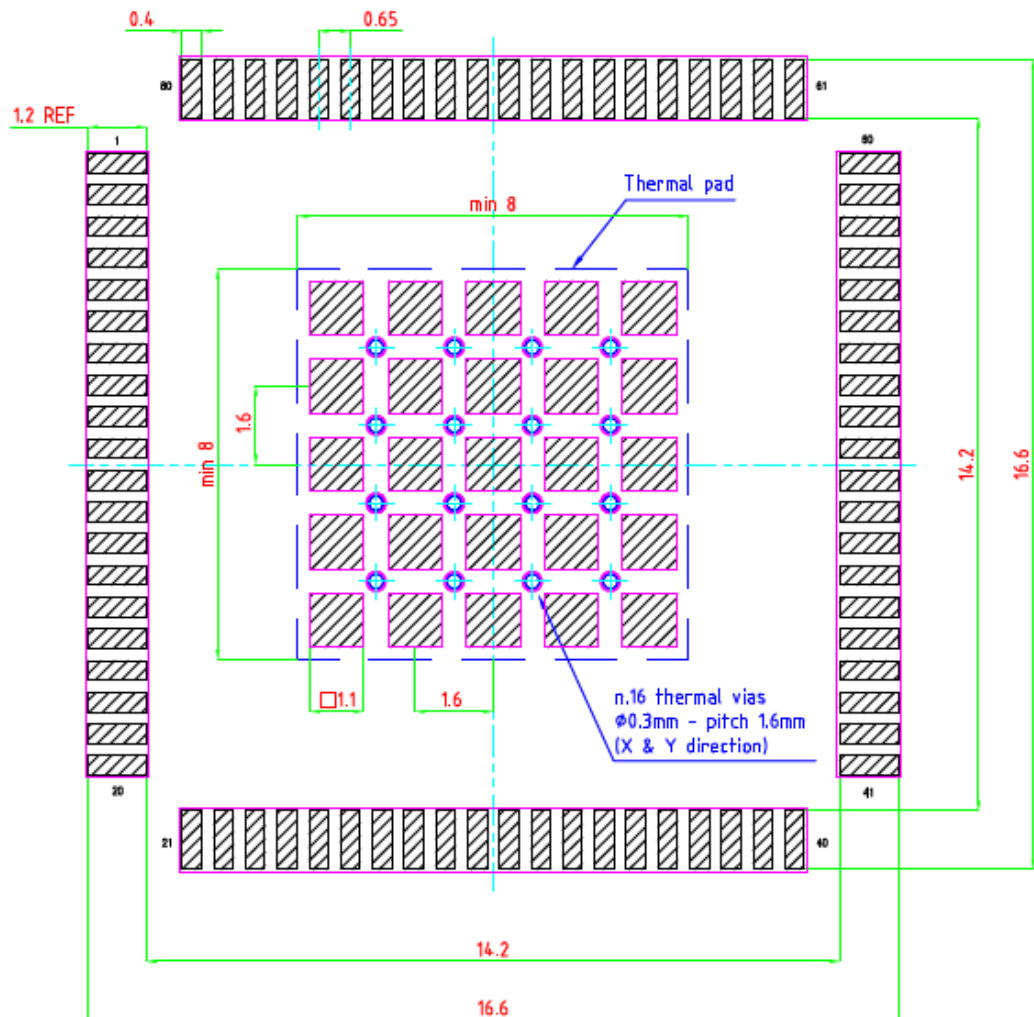 0.4
0.65
80
61
1.2 REF
1
60
Thermal pad
min 8
1.6
min 8
14.2
16.6
□1.1
1.6
n.16 thermal vias
ø0.3mm - pitch 1.6mm
(X & Y direction)
20
41
21
40
14.2
16.6